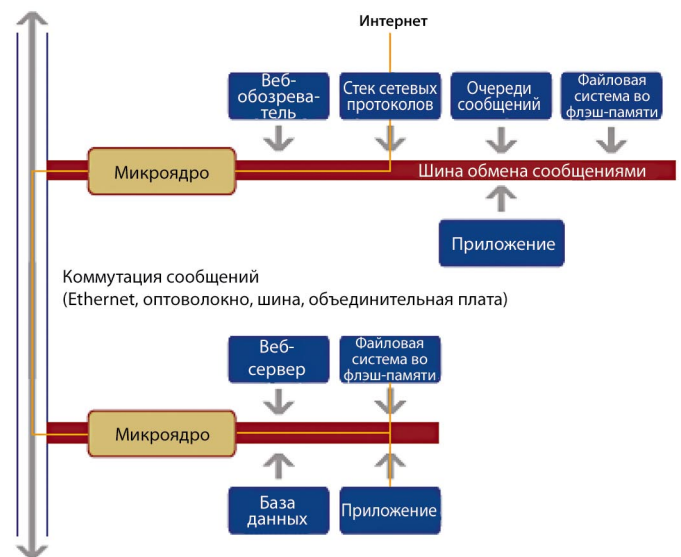 Интернет
Веб-
обозрева-
тель
Стек сетевых
протоколов
Очереди
сообщений
Файловая
система во
флэш-памяти
Микроядро
Шина обмена сообщениями
Приложение
Коммутация сообщений
(Ethernet, оптоволокно, шина, объединительная плата)
Веб-
сервер
Файловая
система во
флэш-памяти
Микроядро
База
данных
Приложение